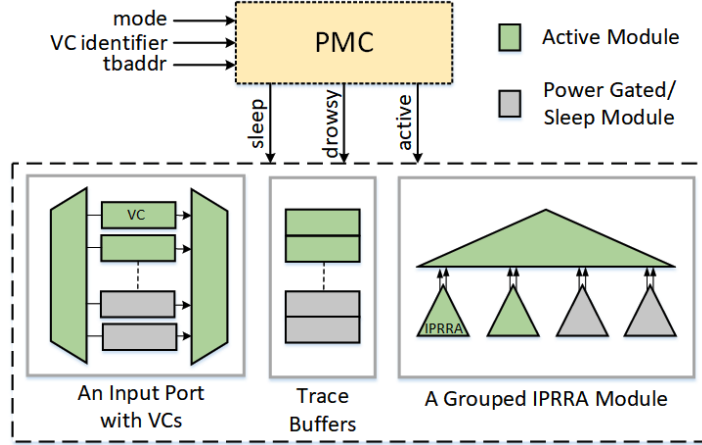 mode
VC identifier
tbaddr
PMC
Active Module
Power Gated/
Sleep Module
sleep
drowsy
active
VC
IPRRA
An Input Port
with VCs
Trace
Buffers
A Grouped IPRRA Module